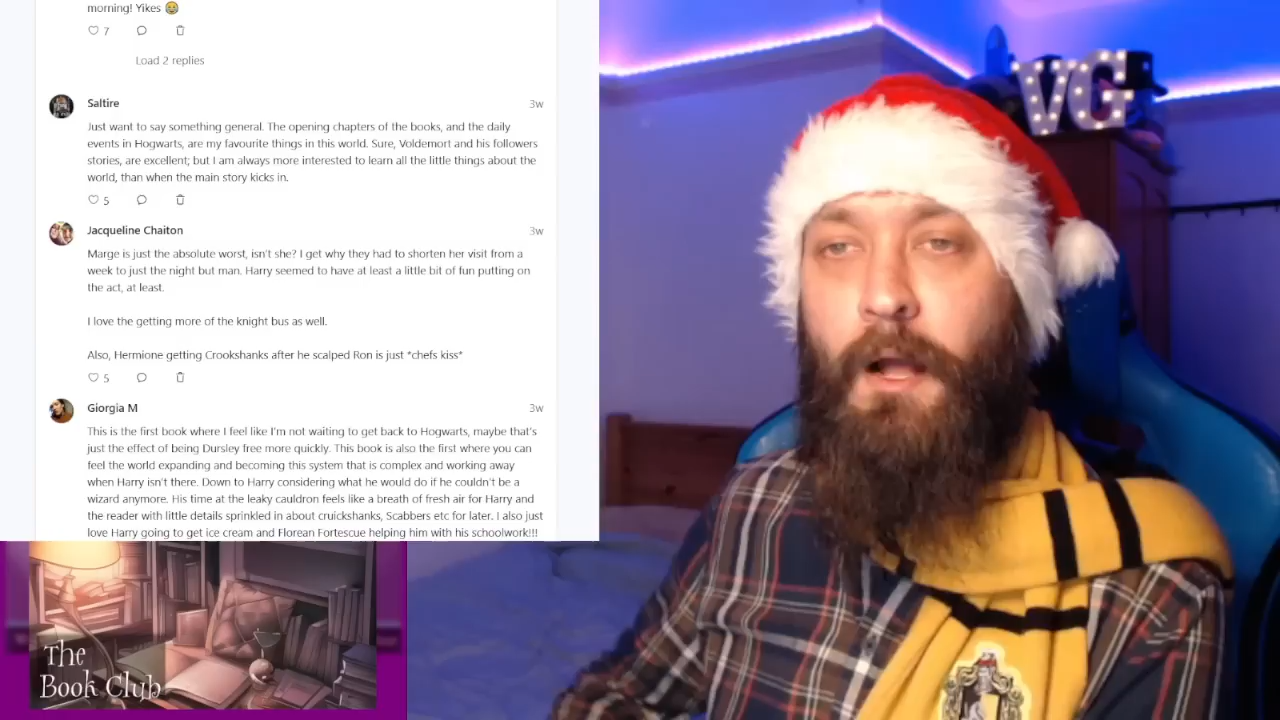 morning! Yikes 😂
7
Load 2 replies
Saltire 3w
Just want to say something general. The opening chapters of the books, and the daily
events in Hogwarts, are my favourite things in this world. Sure, Voldemort and his followers
stories, are excellent; but I am always more interested to learn all the little things about the
world, than when the main story kicks in.
5
Jacqueline Chaiton 3w
Marge is just the absolute worst, isn't she? I get why they had to shorten her visit from a
week to just the night but man. Harry seemed to have at least a little bit of fun putting on
the act, at least.
I love the getting more of the knight bus as well.
Also, Hermione getting Crookshanks after he scalped Ron is just *chefs kiss*
5
Giorgia M 3w
This is the first book where I feel like I'm not waiting to get back to Hogwarts, maybe that's
just the effect of being Dursley free more quickly. This book is also the first where you can
feel the world expanding and becoming this system that is complex and working away
when Harry isn't there. Down to Harry considering what he would do if he couldn't be a
wizard anymore. His time at the leaky cauldron feels like a breath of fresh air for Harry and
the reader with little details sprinkled in about cruickshanks, Scabbers etc for later. I also just
love Harry going to get ice cream and Florean Fortescue helping him with his schoolwork!!!
VG
The
Book Club